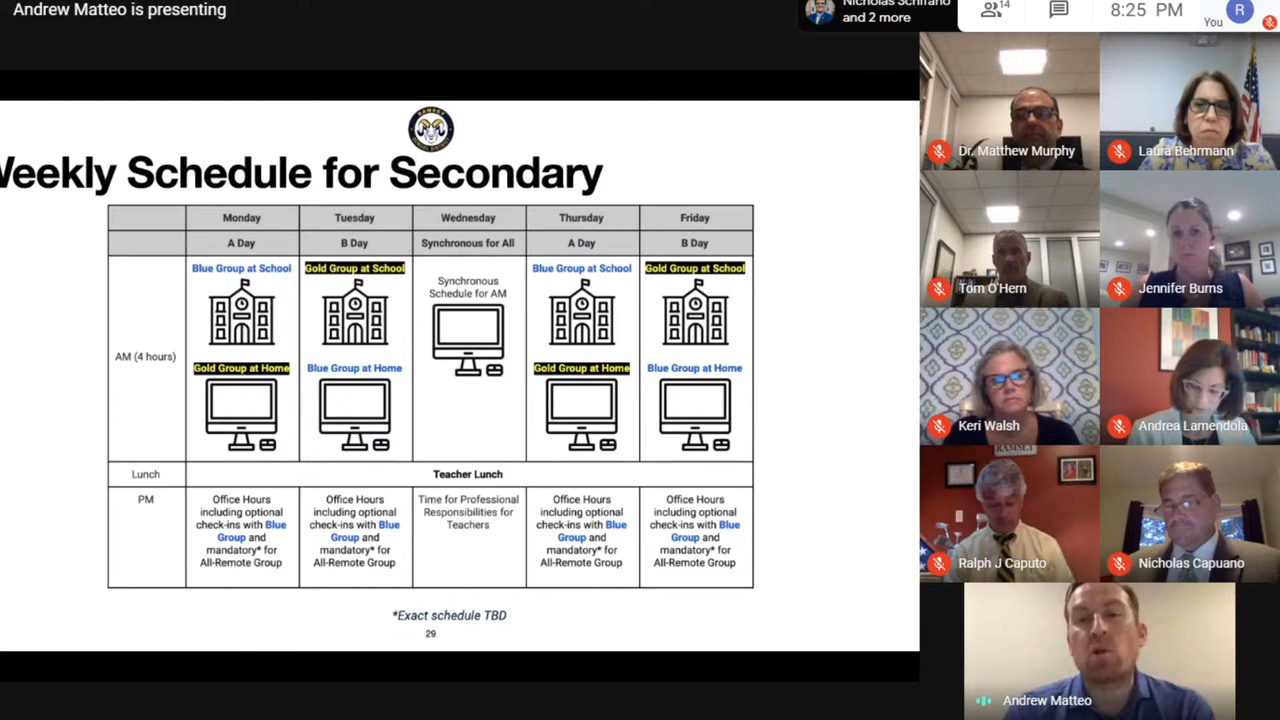 Andrew Matteo is presenting
Nicholas Schifano
and 2 more
14
8:25 PM
You
R
RAMSEY
Weekly Schedule for Secondary
Monday
Tuesday
Wednesday
Thursday
Friday
A Day
B Day
Synchronous for All
A Day
B Day
AM (4 hours)
Blue Group at School
Gold Group at Home
Gold Group at School
Blue Group at Home
Synchronous
Schedule for AM
Blue Group at School
Gold Group at Home
Gold Group at School
Blue Group at Home
Lunch
Teacher Lunch
PM
Office Hours
including optional
check-ins with Blue
Group and
mandatory* for
All-Remote Group
Office Hours
including optional
check-ins with Blue
Group and
mandatory* for
All-Remote Group
Time for Professional
Responsibilities for
Teachers
Office Hours
including optional
check-ins with Blue
Group and
mandatory* for
All-Remote Group
Office Hours
including optional
check-ins with Blue
Group and
mandatory* for
All-Remote Group
*Exact schedule TBD
29
Dr. Matthew Murphy
Laura Behrmann
Tom O'Hern
Jennifer Burns
Keri Walsh
Andrea Lamendola
RAMSEY
Ralph J Caputo
Nicholas Capuano
Andrew Matteo